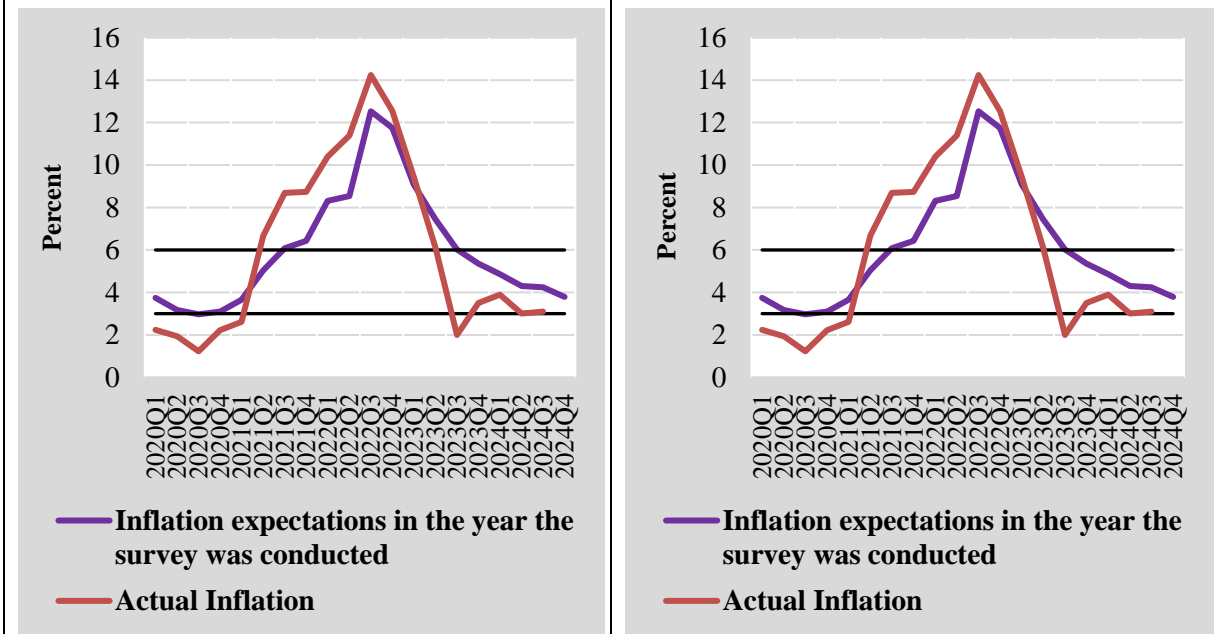 16
14
12
10
8
6
4
2
0
Percent
2020Q1
2020Q2
2020Q3
2020Q4
2021Q1
2021Q2
2021Q3
2021Q4
2022Q1
2022Q2
2022Q3
2022Q4
2023Q1
2023Q2
2023Q3
2023Q4
2024Q1
2024Q2
2024Q3
2024Q4
Inflation expectations in the year the
survey was conducted
Actual Inflation
16
14
12
10
8
6
4
2
0
Percent
2020Q1
2020Q2
2020Q3
2020Q4
2021Q1
2021Q2
2021Q3
2021Q4
2022Q1
2022Q2
2022Q3
2022Q4
2023Q1
2023Q2
2023Q3
2023Q4
2024Q1
2024Q2
2024Q3
2024Q4
Inflation expectations in the year the
survey was conducted
Actual Inflation